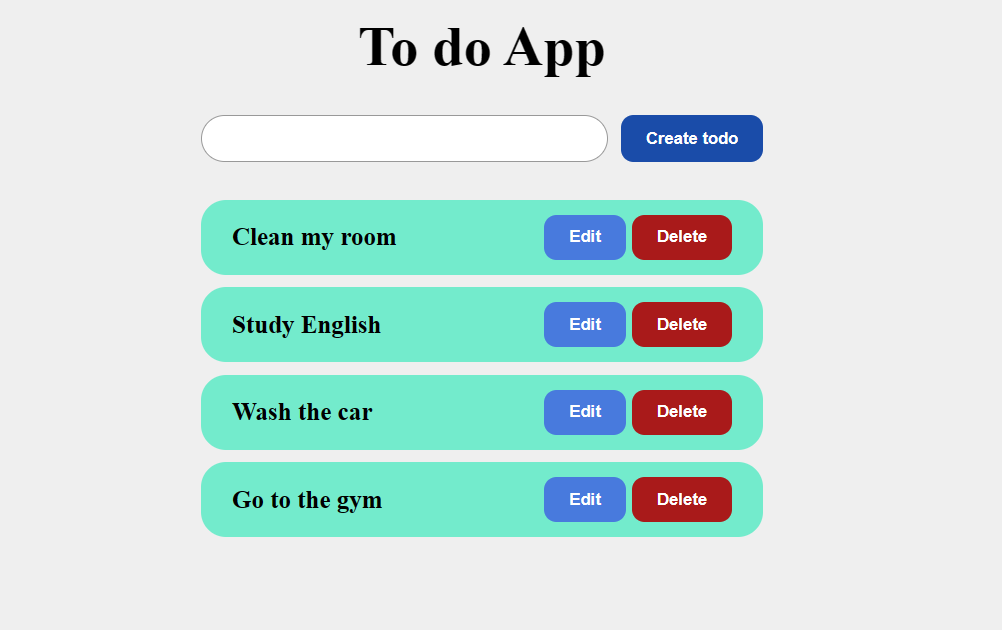 To do App
Create todo
Clean my room Edit Delete
Study English Edit Delete
Wash the car Edit Delete
Go to the gym Edit Delete